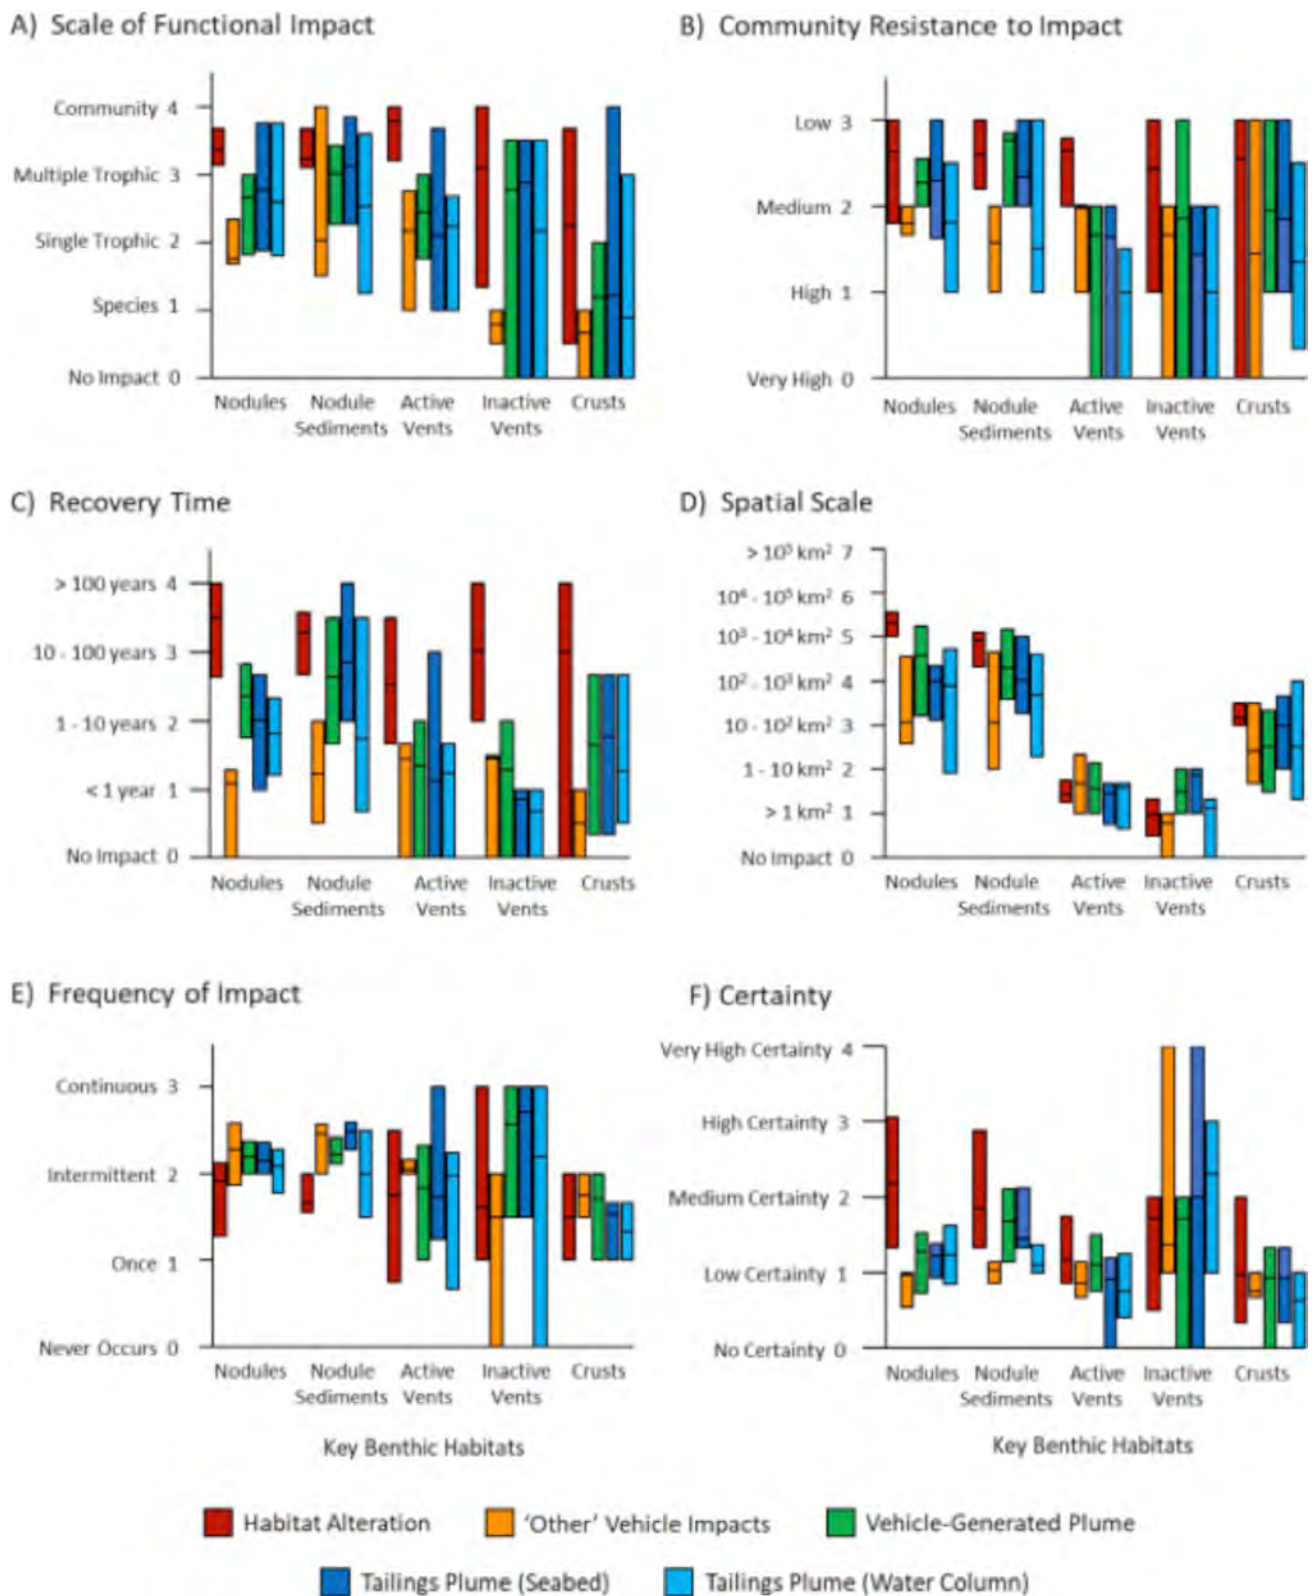 A) Scale of Functional Impact
Community 4
Multiple Trophic 3
Single Trophic 2
Species 1
No Impact 0
Nodules Nodule Sediments Active Vents Inactive Vents Crusts
B) Community Resistance to Impact
Low 3
Medium 2
High 1
Very High 0
Nodules Nodule Sediments Active Vents Inactive Vents Crusts
C) Recovery Time
> 100 years 4
10 - 100 years 3
1 - 10 years 2
< 1 year 1
No Impact 0
Nodules Nodule Sediments Active Vents Inactive Vents Crusts
D) Spatial Scale
> 10⁵ km² 7
10⁴ - 10⁵ km² 6
10³ - 10⁴ km² 5
10² - 10³ km² 4
10 - 10² km² 3
1 - 10 km² 2
> 1 km² 1
No Impact 0
Nodules Nodule Sediments Active Vents Inactive Vents Crusts
E) Frequency of Impact
Continuous 3
Intermittent 2
Once 1
Never Occurs 0
Nodules Nodule Sediments Active Vents Inactive Vents Crusts
Key Benthic Habitats
F) Certainty
Very High Certainty 4
High Certainty 3
Medium Certainty 2
Low Certainty 1
No Certainty 0
Nodules Nodule Sediments Active Vents Inactive Vents Crusts
Key Benthic Habitats
Habitat Alteration
'Other' Vehicle Impacts
Vehicle-Generated Plume
Tailings Plume (Seabed)
Tailings Plume (Water Column)